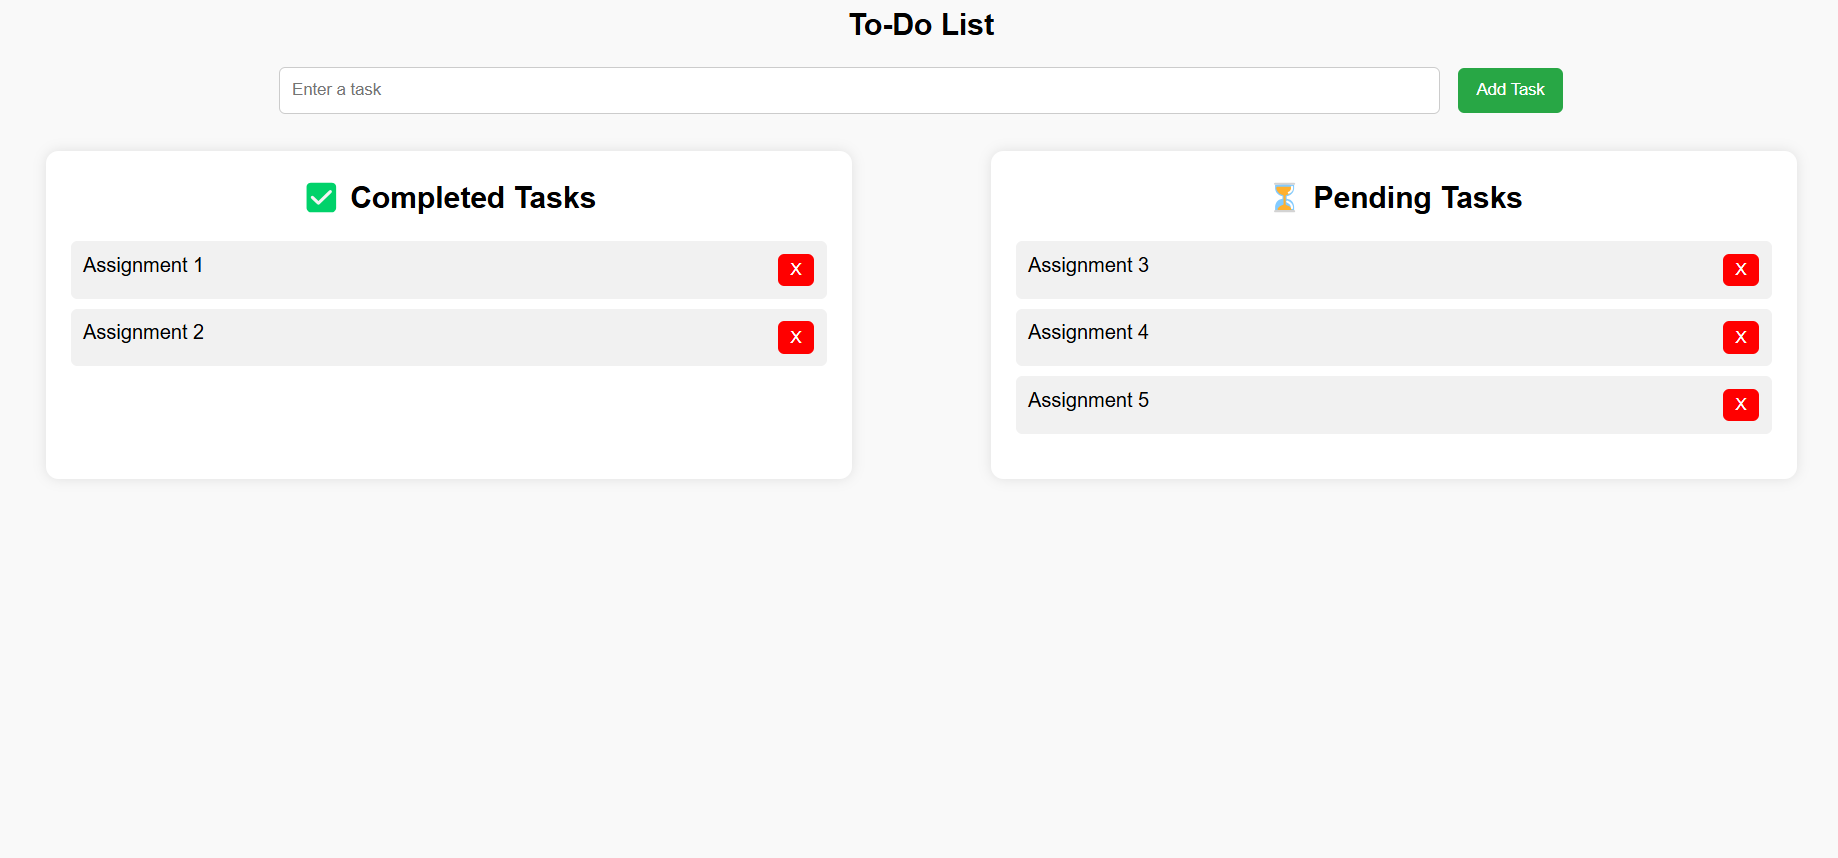 To-Do List
Enter a task
Add Task
✅ Completed Tasks
Assignment 1
X
Assignment 2
X
⏳ Pending Tasks
Assignment 3
X
Assignment 4
X
Assignment 5
X